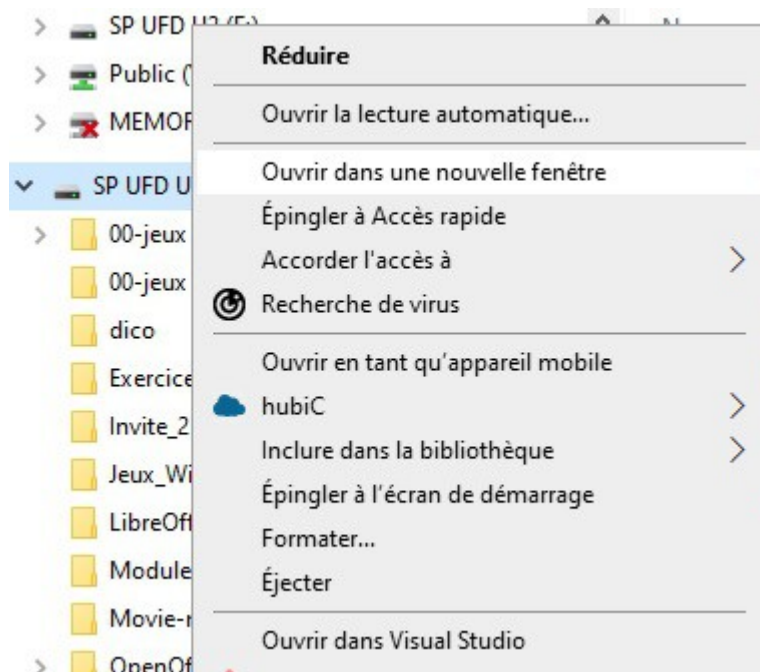 SP UFD U3 (F:)
Public (
MEMOR
SP UFD U
00-jeux
00-jeux
dico
Exercice
Invite_2
Jeux_Wi
LibreOff
Module
Movie-r
OpenOf
Réduire
Ouvrir la lecture automatique...
Ouvrir dans une nouvelle fenêtre
Épingler à Accès rapide
Accorder l'accès à
Recherche de virus
Ouvrir en tant qu'appareil mobile
hubiC
Inclure dans la bibliothèque
Épingler à l'écran de démarrage
Formater...
Éjecter
Ouvrir dans Visual Studio